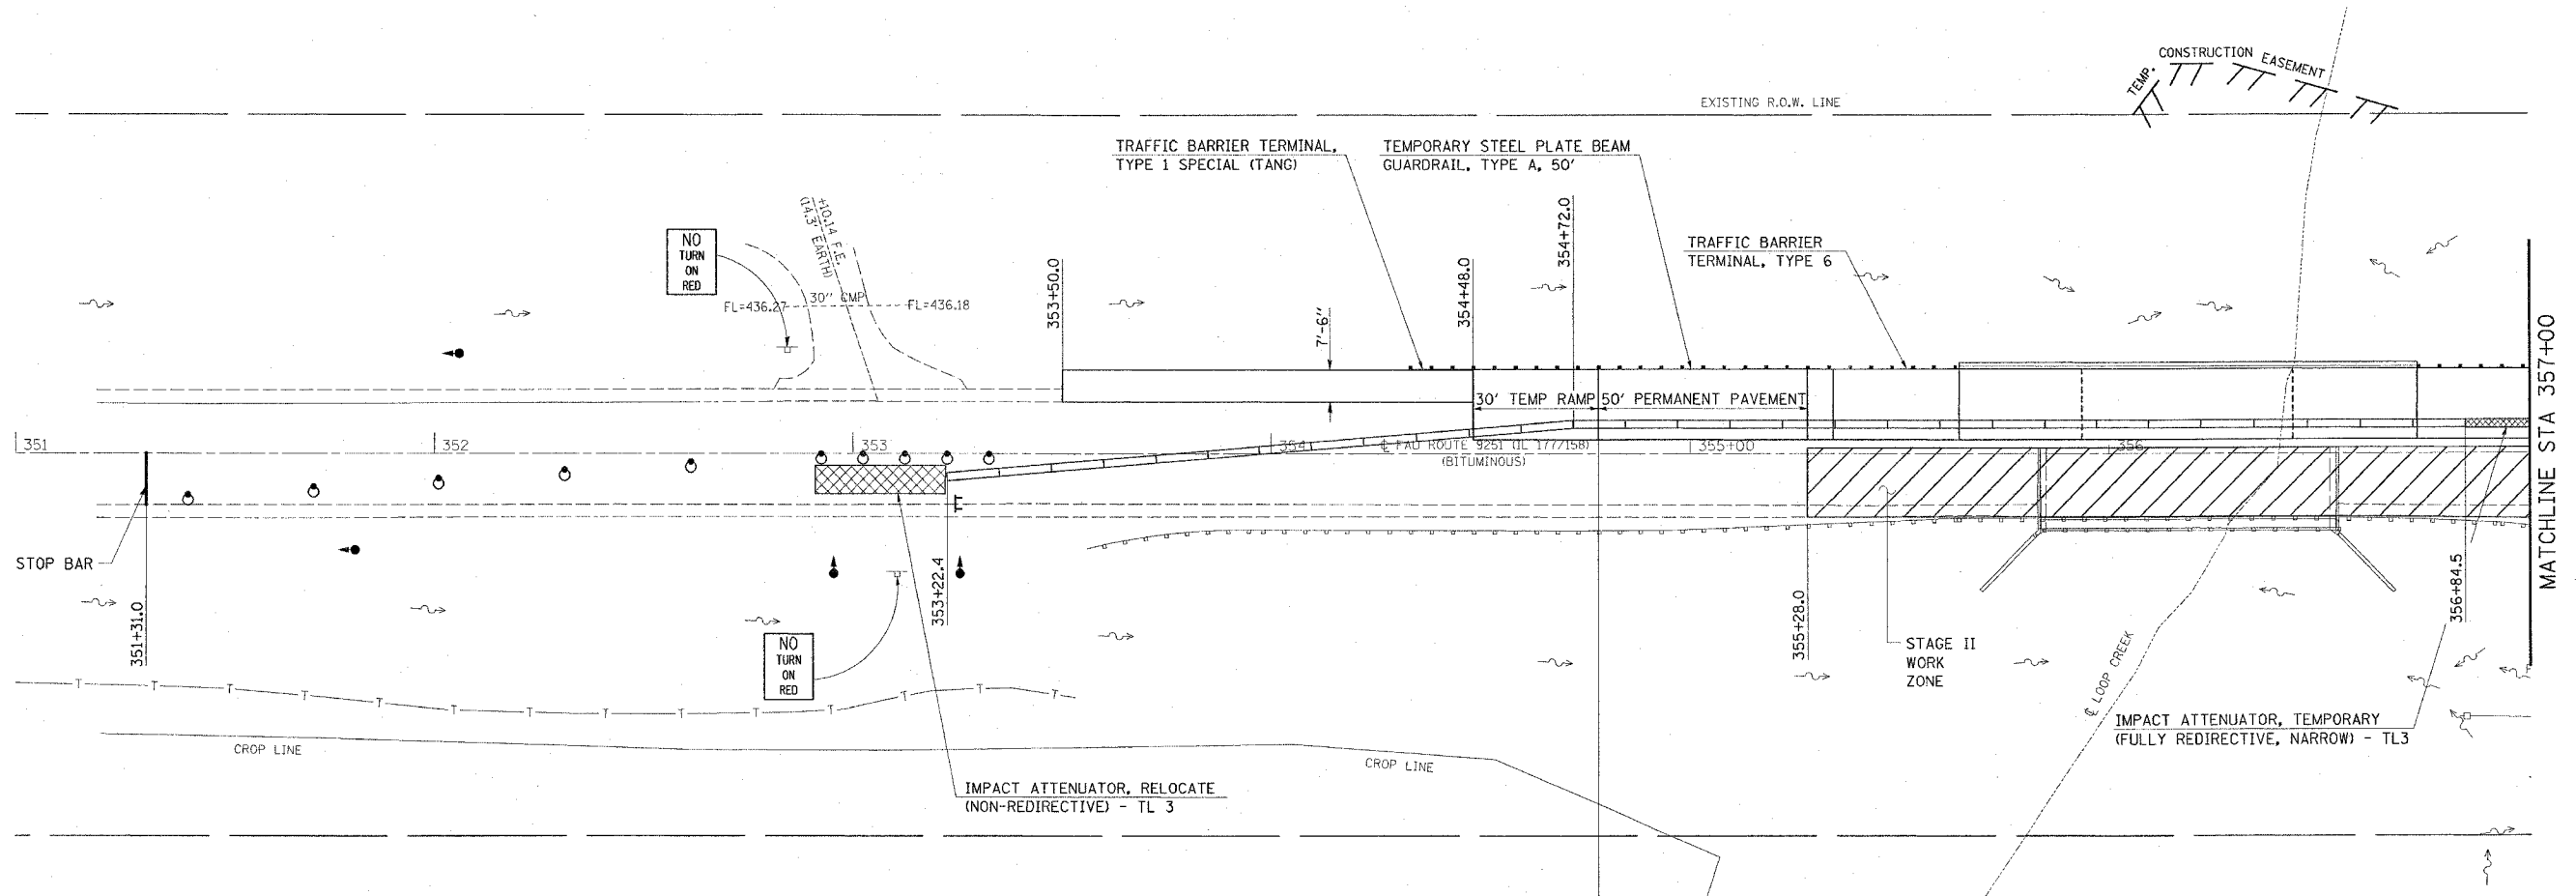 CONSTRUCTION EASEMENT
TEMP.
EXISTING R.O.W. LINE
TRAFFIC BARRIER TERMINAL,
TYPE 1 SPECIAL (TANG)
TEMPORARY STEEL PLATE BEAM
GUARDRAIL, TYPE A, 50'
TRAFFIC BARRIER
TERMINAL, TYPE 6
NO
TURN
ON
RED
+10.14 F.E.
(14.3' EARTH)
FL=436.27
30" CMP
FL=436.18
353+50.0
7'-6"
354+48.0
354+72.0
30' TEMP RAMP
50' PERMANENT PAVEMENT
351
352
353
354
℄ FAU ROUTE 9251 (IL 177/158)
(BITUMINOUS)
355+00
356
MATCHLINE STA 357+00
STOP BAR
351+31.0
353+22.4
355+28.0
356+84.5
NO
TURN
ON
RED
STAGE II
WORK
ZONE
℄ LOOP CREEK
IMPACT ATTENUATOR, TEMPORARY
(FULLY REDIRECTIVE, NARROW) - TL3
T T T T T T T T T T T T T T
CROP LINE
CROP LINE
IMPACT ATTENUATOR, RELOCATE
(NON-REDIRECTIVE) - TL 3